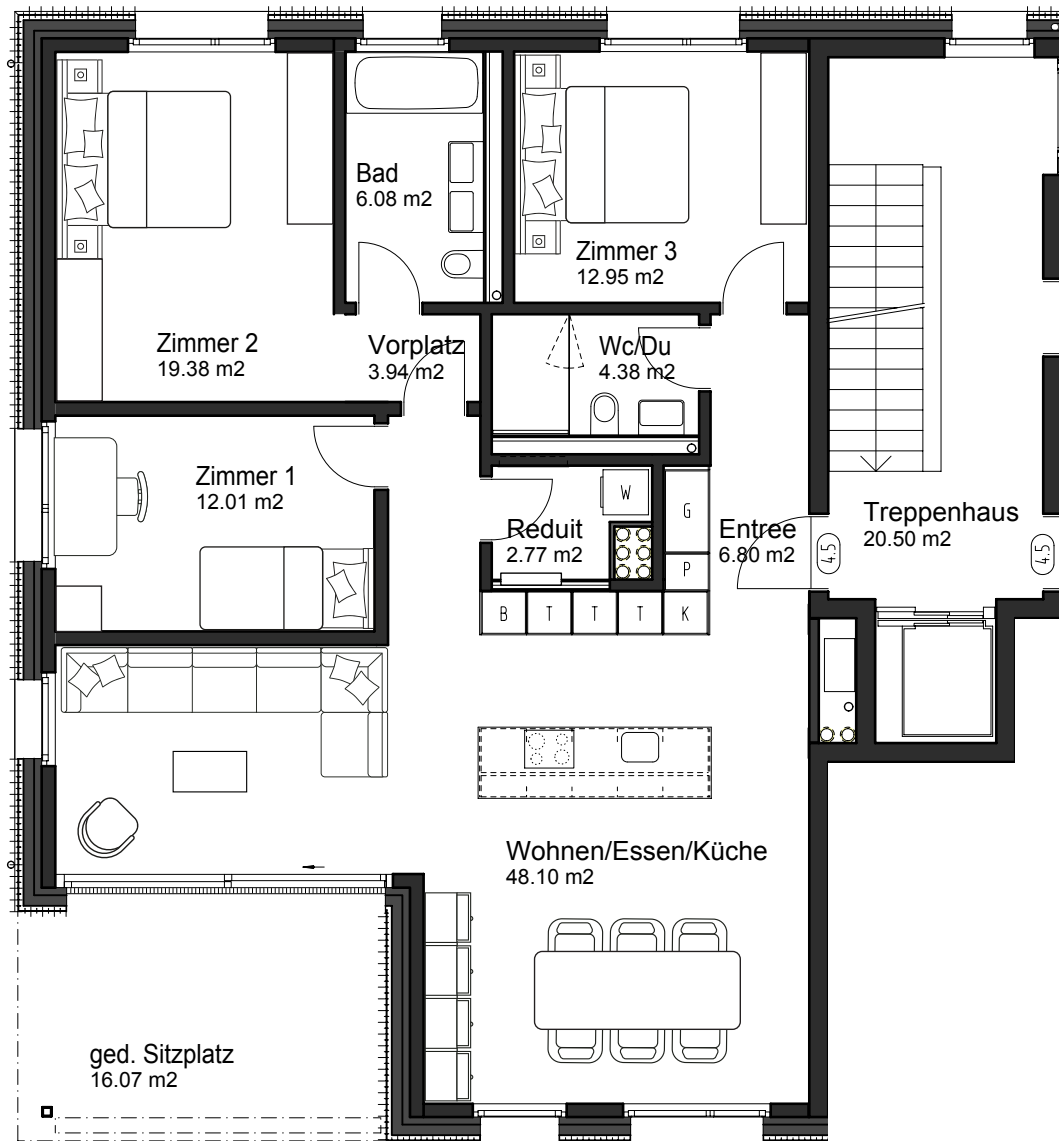 Bad
6.08 m2
Zimmer 3
12.95 m2
Zimmer 2
19.38 m2
Vorplatz
3.94 m2
Wc/Du
4.38 m2
Zimmer 1
12.01 m2
W
G
Reduit
2.77 m2
Entree
6.80 m2
Treppenhaus
20.50 m2
4.5
4.5
P
B T T T K
Wohnen/Essen/Küche
48.10 m2
ged. Sitzplatz
16.07 m2